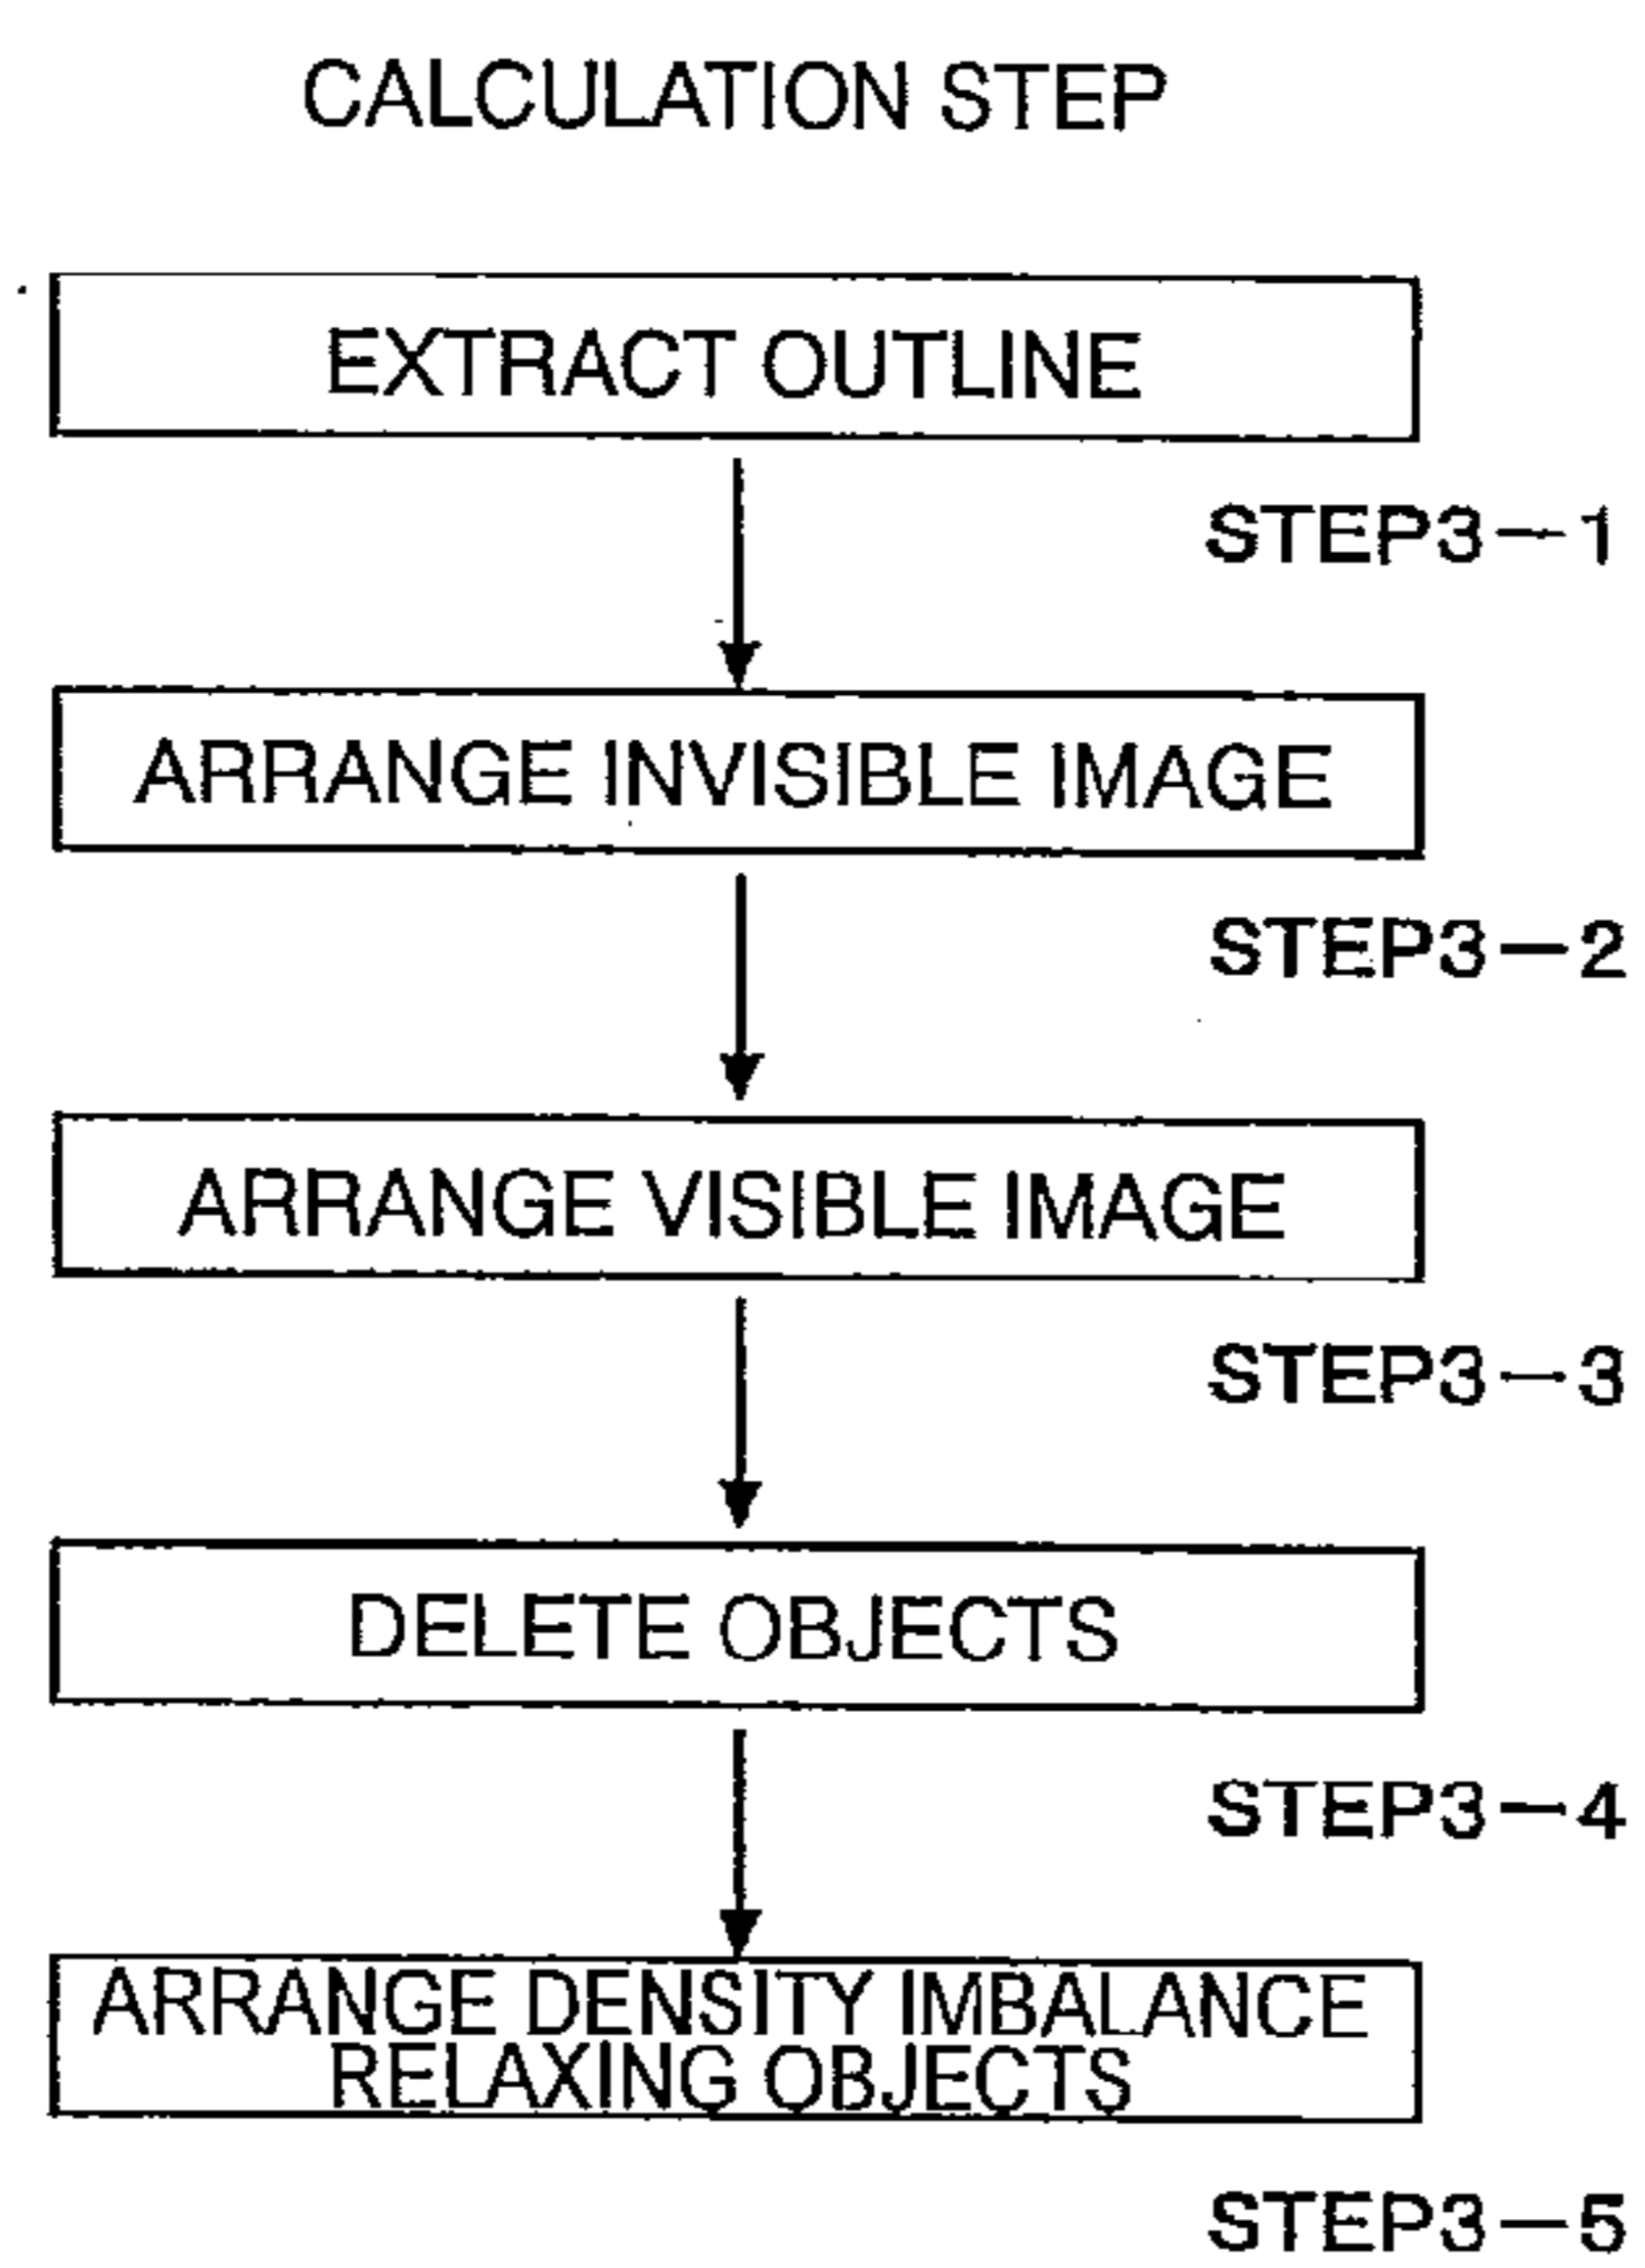 CALCULATION STEP
EXTRACT OUTLINE
STEP3-1
ARRANGE INVISIBLE IMAGE
STEP3-2
ARRANGE VISIBLE IMAGE
STEP3-3
DELETE OBJECTS
STEP3-4
ARRANGE DENSITY IMBALANCE
RELAXING OBJECTS
STEP3-5